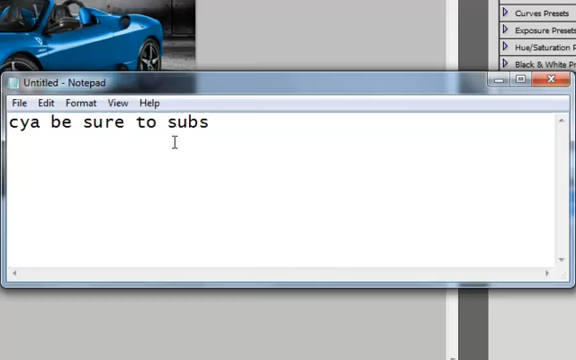 Curves Presets
Exposure Presets
Hue/Saturation P
Black & White Pr
Untitled - Notepad
File Edit Format View Help
cya be sure to subs